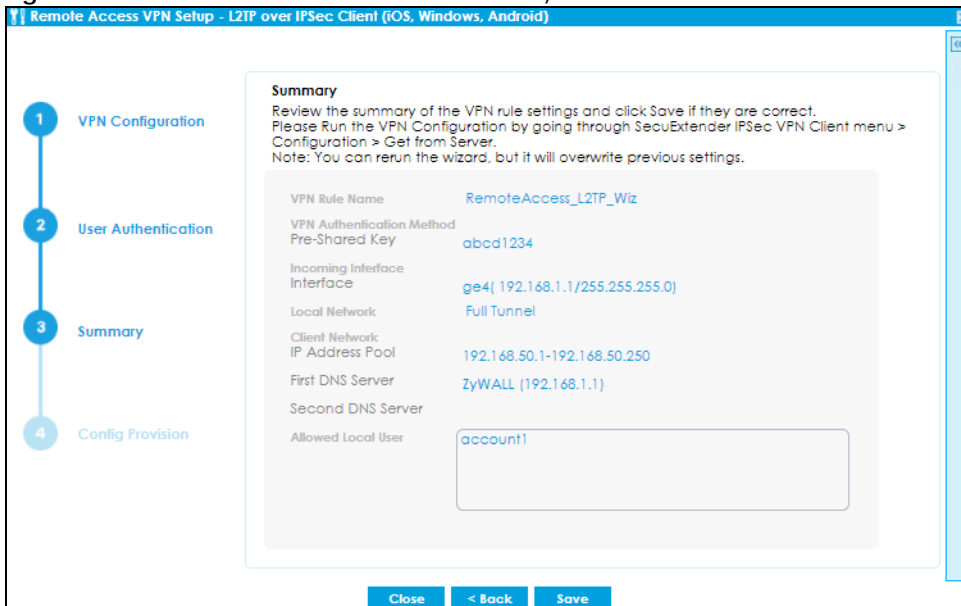 Remote Access VPN Setup - L2TP over IPSec Client (iOS, Windows, Android)
1 VPN Configuration
2 User Authentication
3 Summary
4 Config Provision
Summary
Review the summary of the VPN rule settings and click Save if they are correct.
Please Run the VPN Configuration by going through SecuExtender IPSec VPN Client menu >
Configuration > Get from Server.
Note: You can rerun the wizard, but it will overwrite previous settings.
VPN Rule Name RemoteAccess_L2TP_Wiz
VPN Authentication Method
Pre-Shared Key abcd1234
Incoming Interface
Interface ge4( 192.168.1.1/255.255.255.0)
Local Network Full Tunnel
Client Network
IP Address Pool 192.168.50.1-192.168.50.250
First DNS Server ZyWALL (192.168.1.1)
Second DNS Server
Allowed Local User account1
Close < Back Save